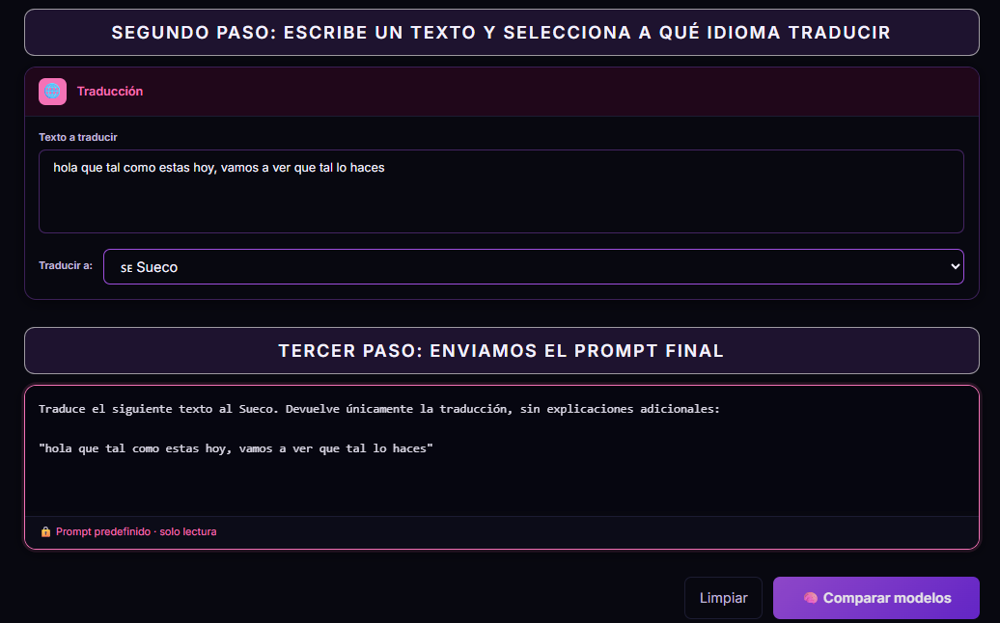 SEGUNDO PASO: ESCRIBE UN TEXTO Y SELECCIONA A QUÉ IDIOMA TRADUCIR
Traducción
Texto a traducir
hola que tal como estas hoy, vamos a ver que tal lo haces
Traducir a:
SE Sueco
TERCER PASO: ENVIAMOS EL PROMPT FINAL
Traduce el siguiente texto al Sueco. Devuelve únicamente la traducción, sin explicaciones adicionales:
"hola que tal como estas hoy, vamos a ver que tal lo haces"
Prompt predefinido · solo lectura
Limpiar
Comparar modelos